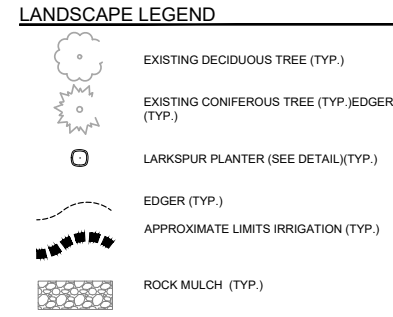 LANDSCAPE LEGEND
EXISTING DECIDUOUS TREE (TYP.)
EXISTING CONIFEROUS TREE (TYP.)EDGER
(TYP.)
LARKSPUR PLANTER (SEE DETAIL)(TYP.)
EDGER (TYP.)
APPROXIMATE LIMITS IRRIGATION (TYP.)
ROCK MULCH (TYP.)